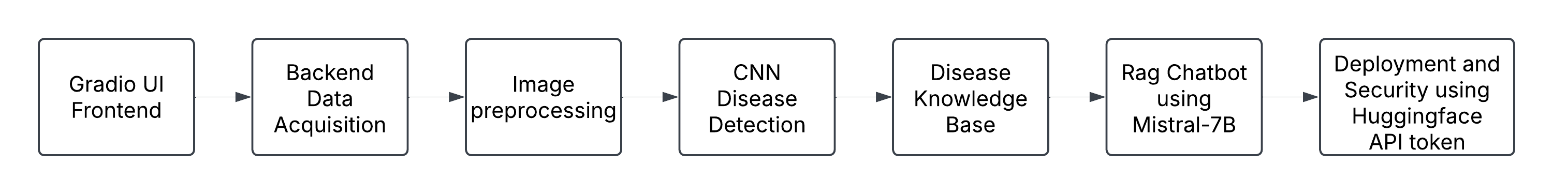 Gradio UI
Frontend
Backend
Data
Acquisition
Image
preprocessing
CNN
Disease
Detection
Disease
Knowledge
Base
Rag Chatbot
using
Mistral-7B
Deployment and
Security using
Huggingface
API token